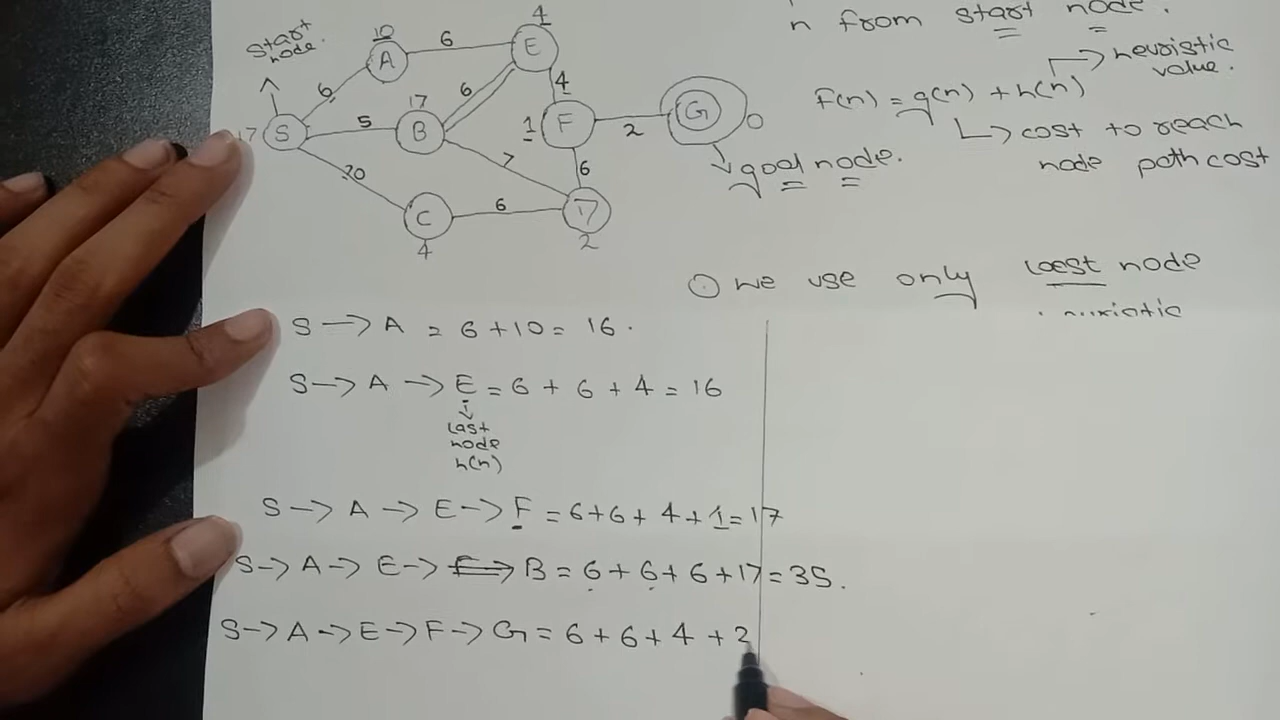 n from start node.
Start
node.
10
A
6
4
E
heuristic
value.
6
17
6
4
f(n) = g(n) + h(n)
17
S
5
B
1
F
2
G
0
cost to reach
node path cost
7
6
goal node.
20
C
6
D
4
2
we use only node
S → A = 6 + 10 = 16.
S → A → E = 6 + 6 + 4 = 16
Last
node
h(n)
S → A → E → F = 6+6+4+1=17
S → A → E → B = 6 + 6 + 6 + 17 = 35.
S → A → E → F → G = 6 + 6 + 4 + 2